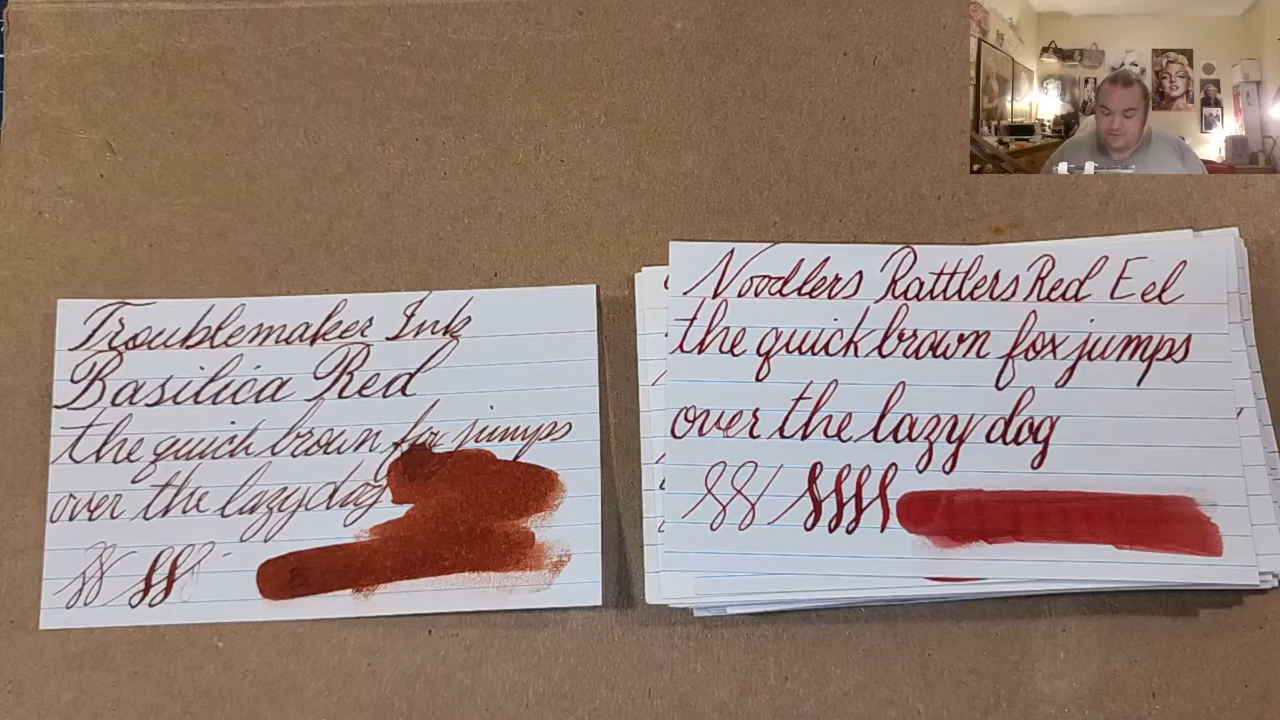 Troublemaker Ink
Basilica Red
the quick brown fox jumps
over the lazy dog
Noodlers Rattlers Red Eel
the quick brown fox jumps
over the lazy dog